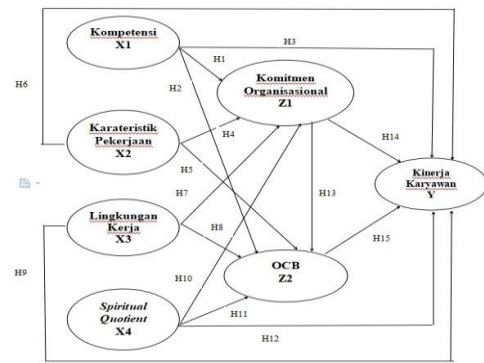 Kompetensi
X1
H3
H1
H2
Komitmen
Organisasional
Z1
H6
Karateristik
Pekerjaan
X2
H4
H5
H14
H7
H13
Kinerja
Karyawan
Y
Lingkungan
Kerja
X3
H8
H15
OCB
Z2
H9
H10
H11
Spiritual
Quotient
X4
H12